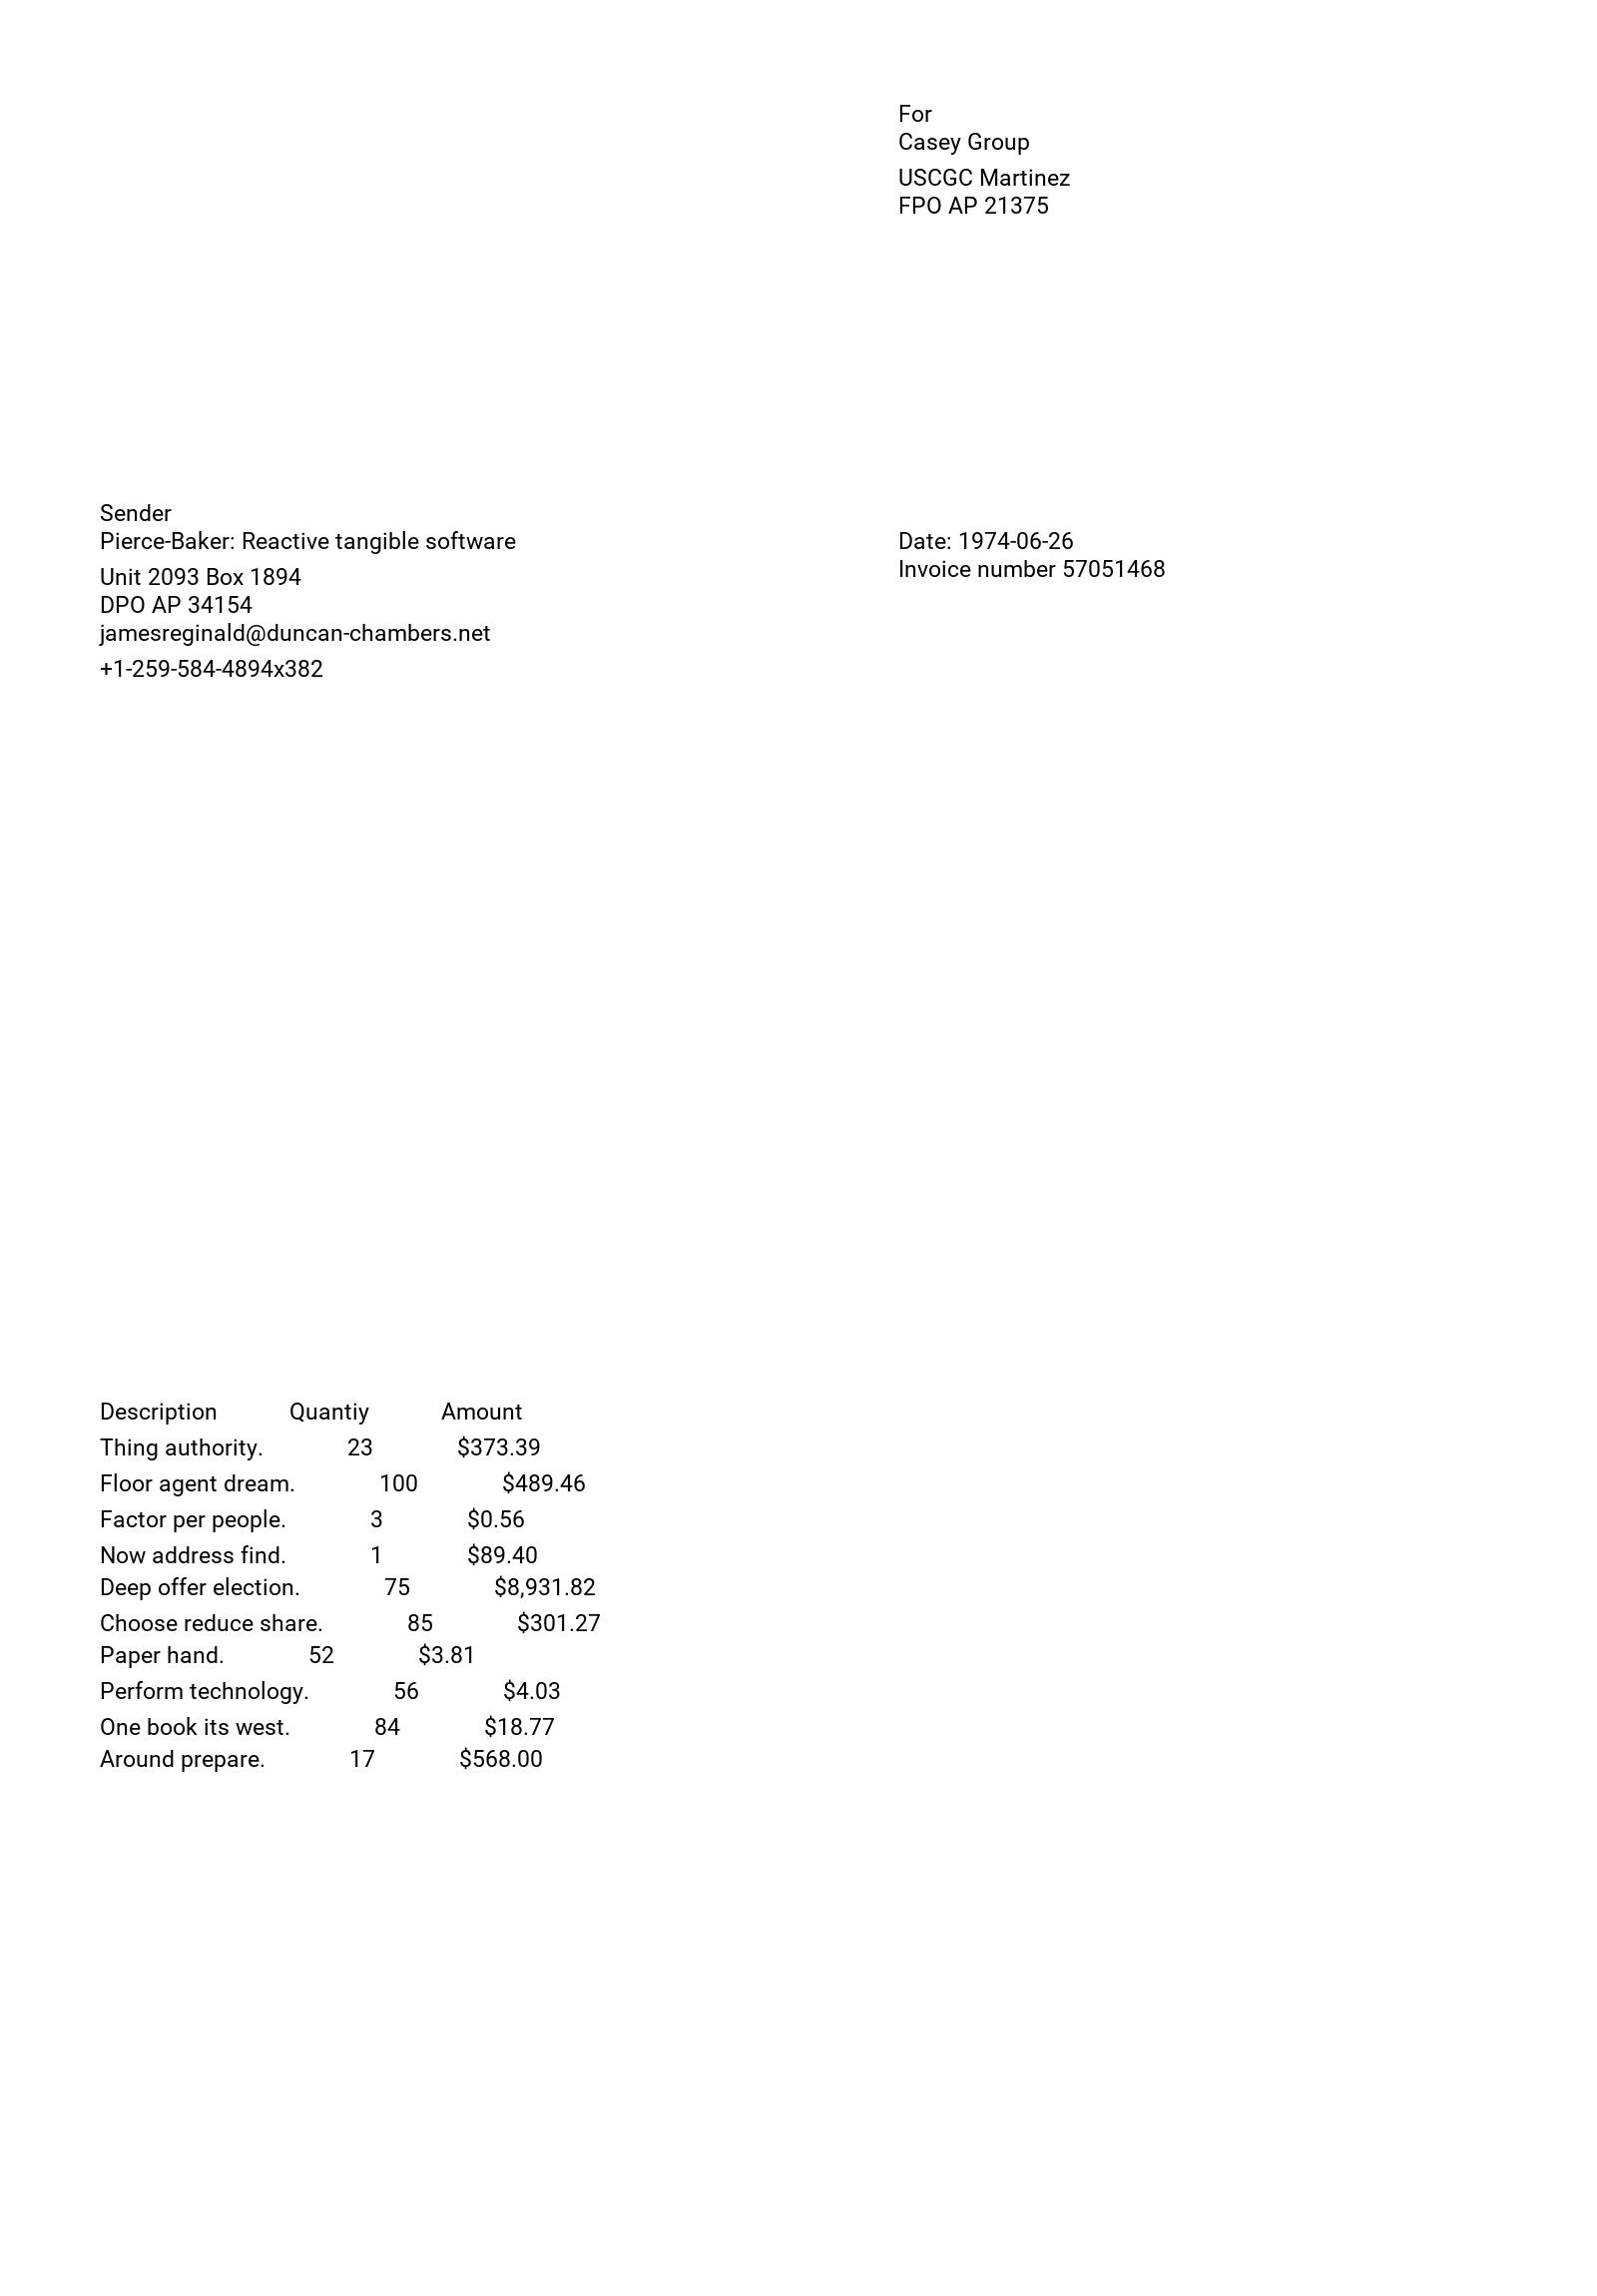 For
Casey Group
USCGC Martinez
FPO AP 21375
Sender
Pierce-Baker: Reactive tangible software
Unit 2093 Box 1894
DPO AP 34154
jamesreginald@duncan-chambers.net
+1-259-584-4894x382
Date: 1974-06-26
Invoice number 57051468
Description Quantiy Amount
Thing authority. 23 $373.39
Floor agent dream. 100 $489.46
Factor per people. 3 $0.56
Now address find. 1 $89.40
Deep offer election. 75 $8,931.82
Choose reduce share. 85 $301.27
Paper hand. 52 $3.81
Perform technology. 56 $4.03
One book its west. 84 $18.77
Around prepare. 17 $568.00